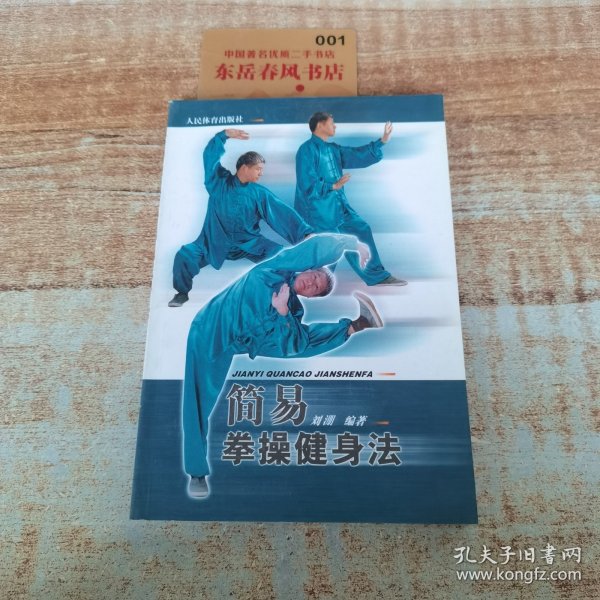 001
中国著名优质二手书店
东岳春风书店
人民体育出版社
JIANYI QUANCAO JIANSHENFA
简易
刘淜 编著
拳操健身法
孔夫子旧书网
www.kongfz.com